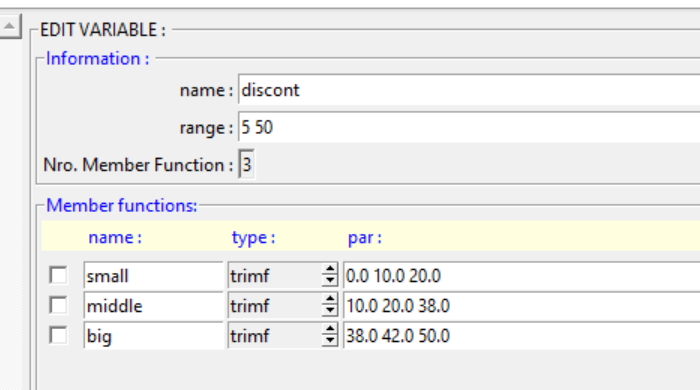 EDIT VARIABLE :
Information :
name : discont
range : 5 50
Nro. Member Function : 3
Member functions:
name : type : par :
small trimf 0.0 10.0 20.0
middle trimf 10.0 20.0 38.0
big trimf 38.0 42.0 50.0